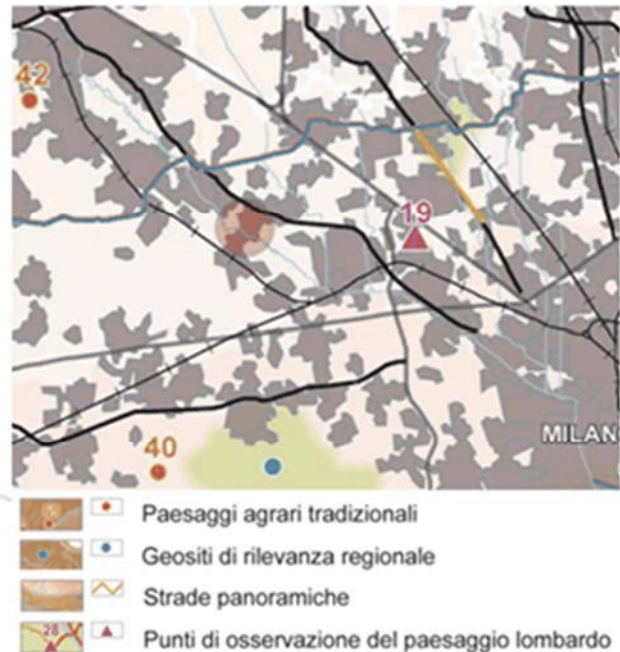 42
19
40
MILAN
Paesaggi agrari tradizionali
Geositi di rilevanza regionale
Strade panoramiche
28
Punti di osservazione del paesaggio lombardo